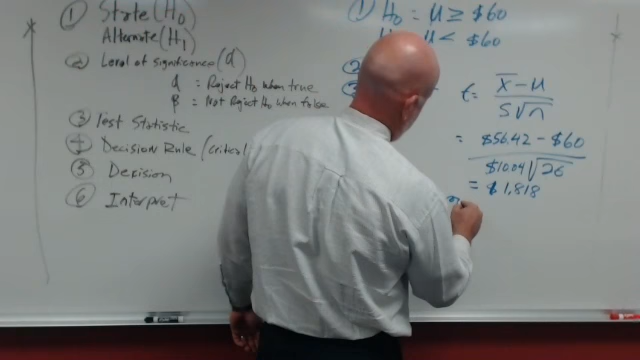 ① State (H₀)
Alternate (H₁)
② Level of Significance (α)
α = Reject H₀ when true
β = Not Reject H₀ when false
③ Test Statistic
④ Decision Rule (critical
⑤ Decision
⑥ Interpret
① H₀ : μ ≥ $60
μ < $60
②
③
t = x̄ - μ
s√n
= $56.42 - $60
$10.04√26
= $1.818